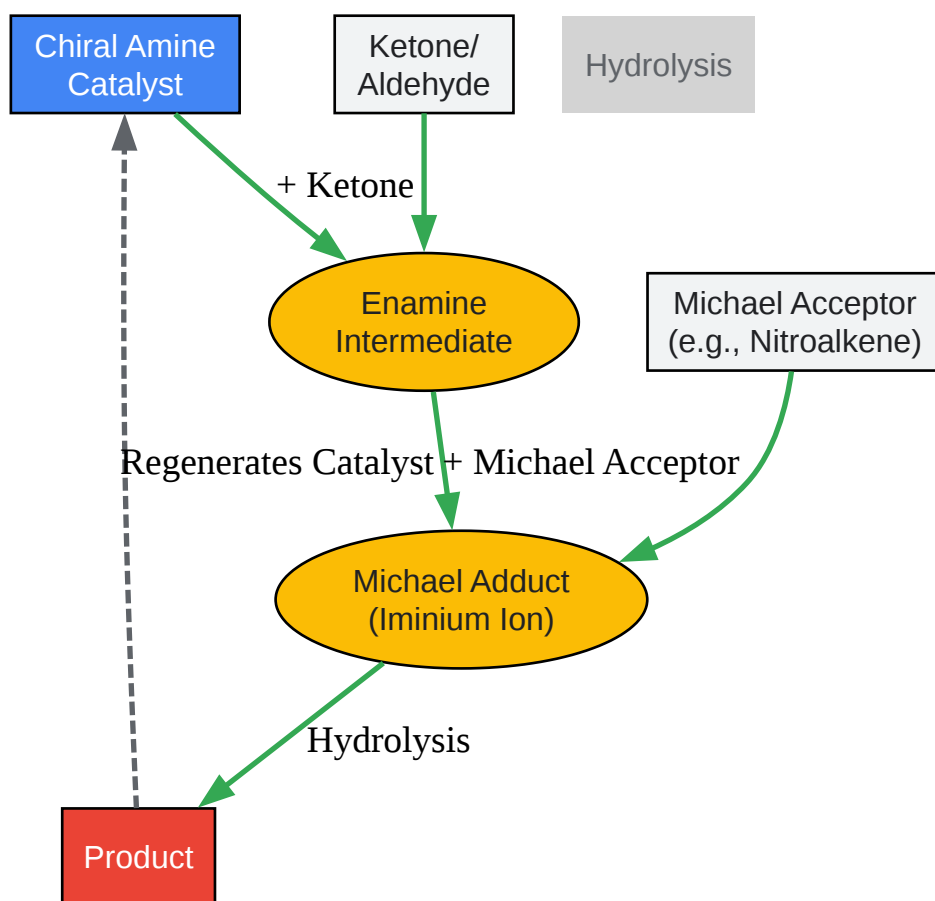 Chiral Amine
Catalyst
Ketone/
Aldehyde
Hydrolysis
+ Ketone
Enamine
Intermediate
Michael Acceptor
(e.g., Nitroalkene)
Regenerates Catalyst
+ Michael Acceptor
Michael Adduct
(Iminium Ion)
Hydrolysis
Product